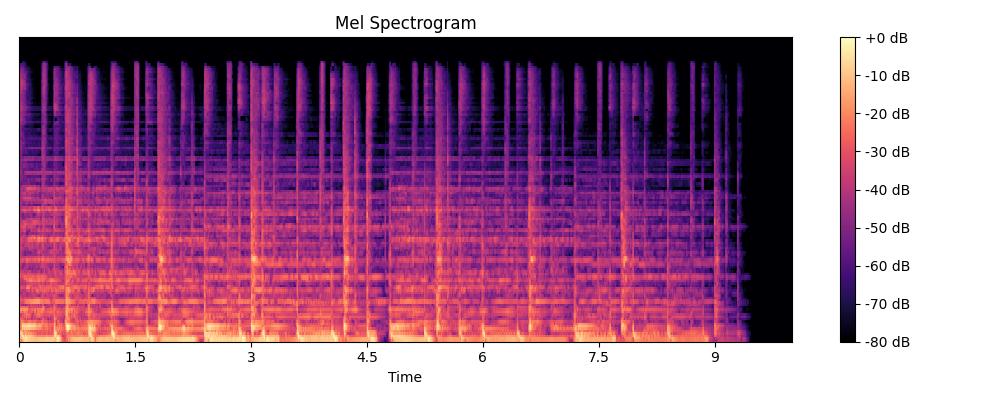 Mel Spectrogram
+0 dB
-10 dB
-20 dB
-30 dB
-40 dB
-50 dB
-60 dB
-70 dB
-80 dB
0 1.5 3 4.5 6 7.5 9
Time